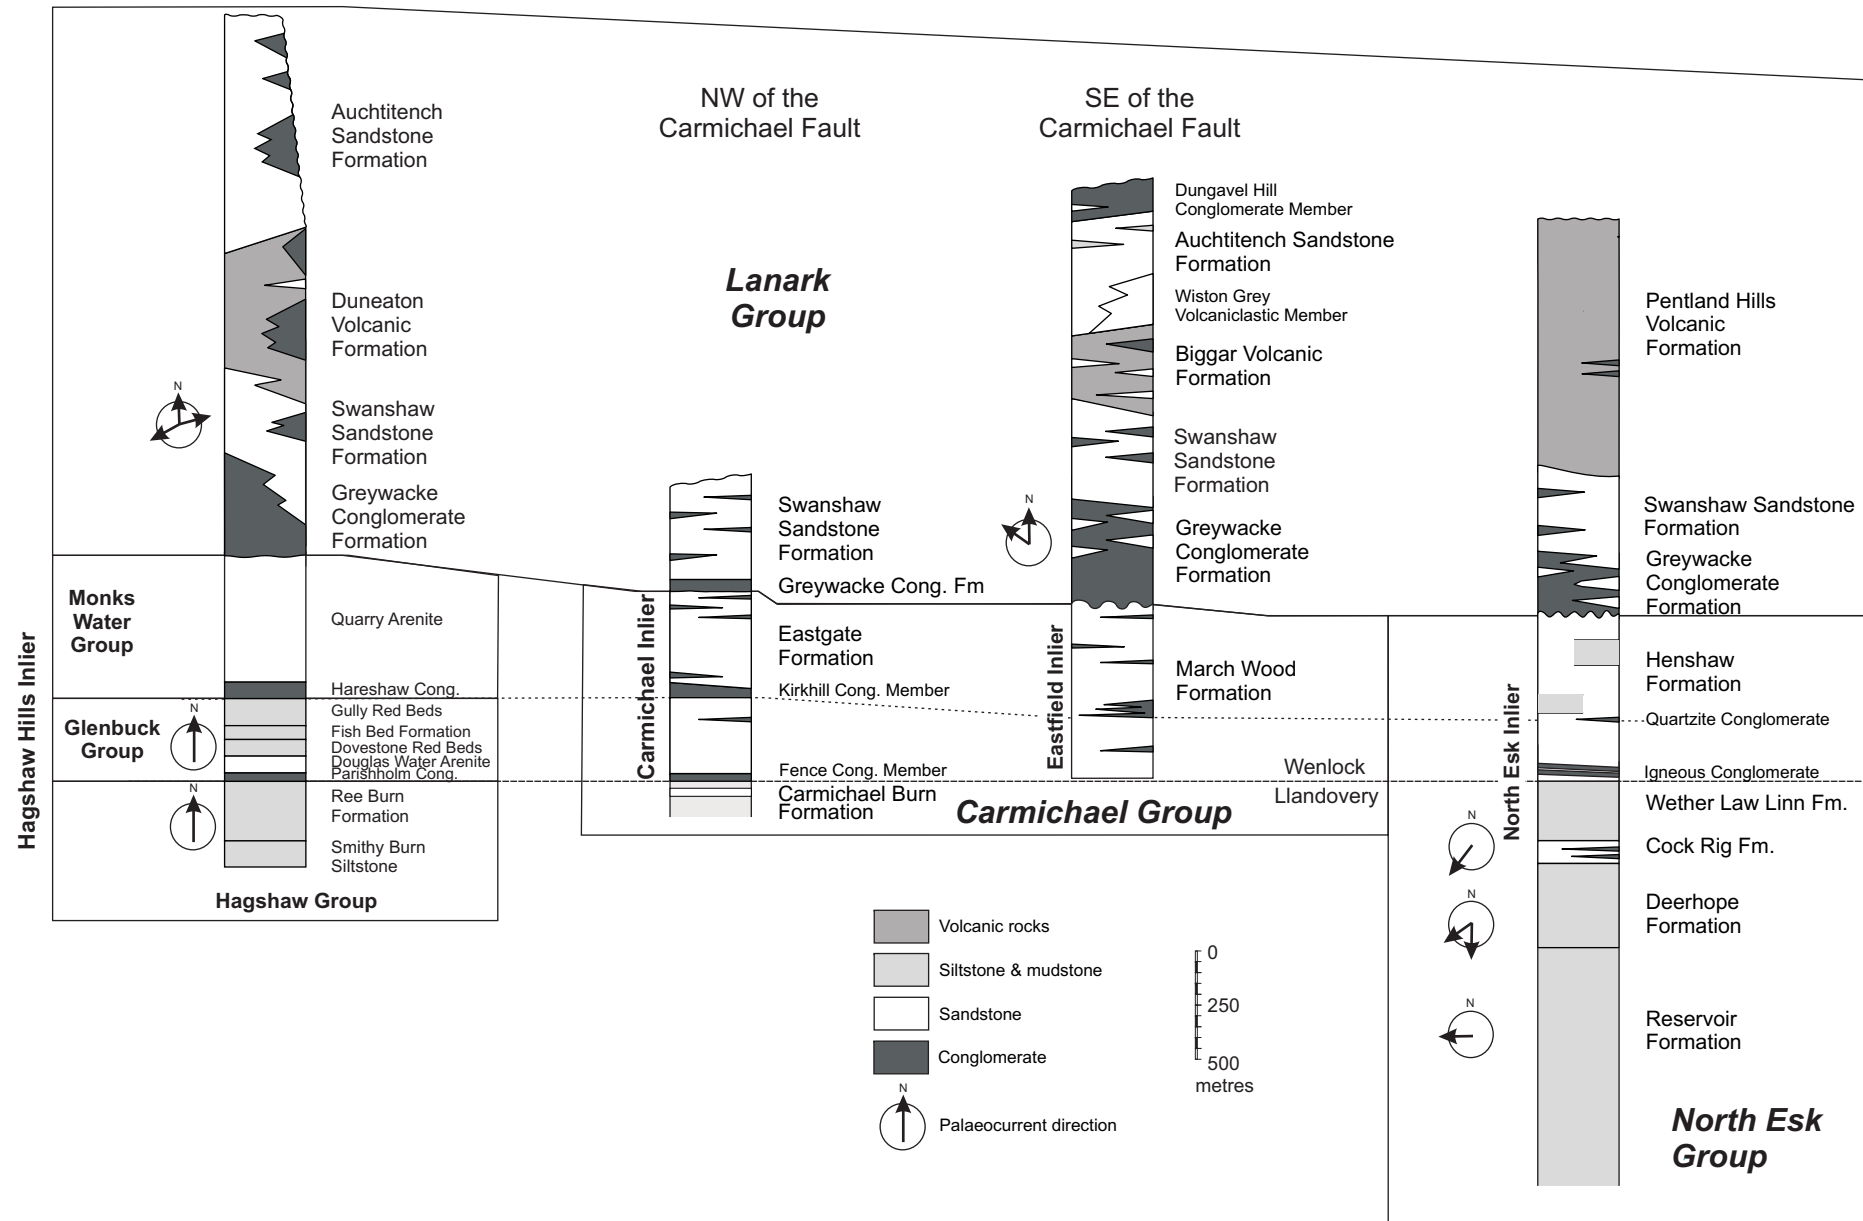 Auchtitench
Sandstone
Formation
Duneaton
Volcanic
Formation
N
Swanshaw
Sandstone
Formation
Greywacke
Conglomerate
Formation
Hagshaw Hills Inlier
Monks
Water
Group
Quarry Arenite
Hareshaw Cong.
Glenbuck
Group
N
Gully Red Beds
Fish Bed Formation
Dovestone Red Beds
Douglas Water Arenite
Parishholm Cong.
N
Ree Burn
Formation
Smithy Burn
Siltstone
Hagshaw Group
NW of the
Carmichael Fault
Lanark
Group
Swanshaw
Sandstone
Formation
Greywacke Cong. Fm
Carmichael Inlier
Eastgate
Formation
Kirkhill Cong. Member
Fence Cong. Member
Carmichael Burn
Formation
Carmichael Group
SE of the
Carmichael Fault
Dungavel Hill
Conglomerate Member
Auchtitench Sandstone
Formation
Wiston Grey
Volcaniclastic Member
Biggar Volcanic
Formation
Swanshaw
Sandstone
Formation
N
Greywacke
Conglomerate
Formation
Eastfield Inlier
March Wood
Formation
Wenlock
Llandovery
Pentland Hills
Volcanic
Formation
Swanshaw Sandstone
Formation
Greywacke
Conglomerate
Formation
North Esk Inlier
Henshaw
Formation
Quartzite Conglomerate
Igneous Conglomerate
Wether Law Linn Fm.
N
Cock Rig Fm.
N
Deerhope
Formation
N
Reservoir
Formation
North Esk
Group
Volcanic rocks
Siltstone & mudstone
Sandstone
Conglomerate
N
Palaeocurrent direction
0
250
500
metres